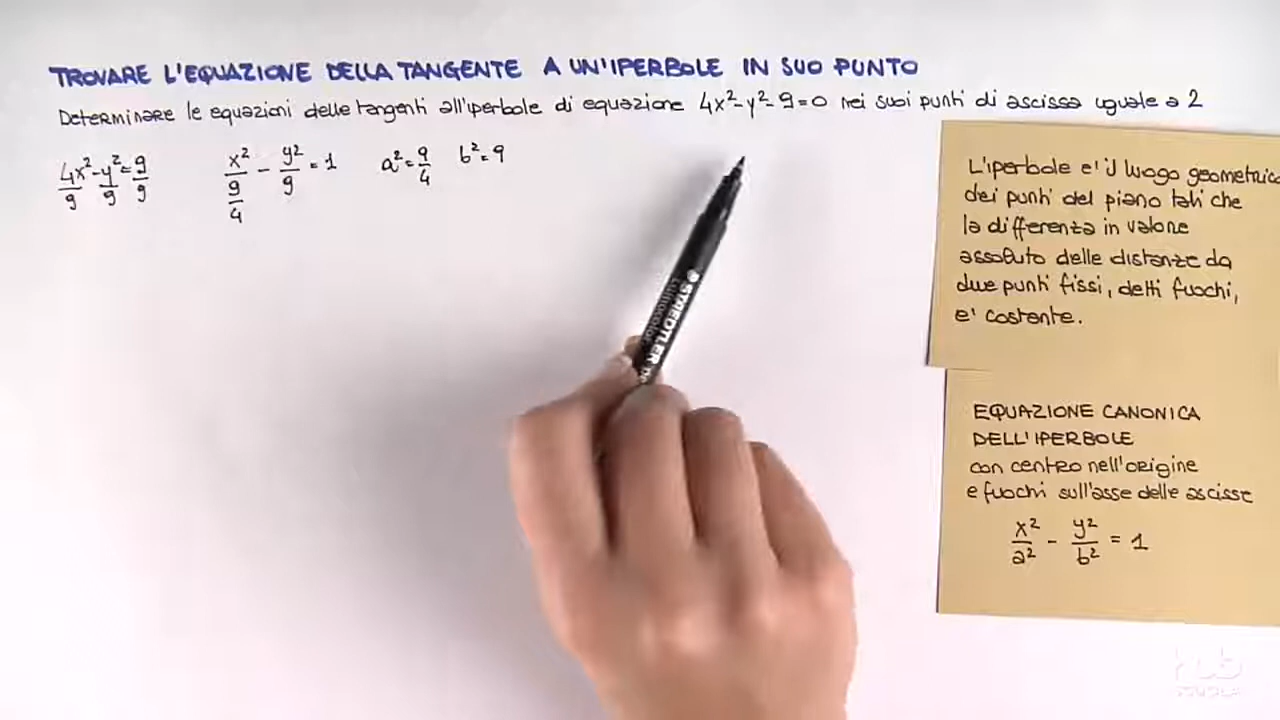 TROVARE L'EQUAZIONE DELLA TANGENTE A UN'IPERBOLE IN SUO PUNTO
Determinare le equazioni delle tangenti all'iperbole di equazione 4x²-y²-9=0 nei suoi punti di ascissa uguale a 2
4x²/9 - y²/9 = 9/9
x²/(9/4) - y²/9 = 1
a² = 9/4
b² = 9
L'iperbole e' il luogo geometrico
dei punti del piano tali che
la differenza in valore
assoluto delle distanze da
due punti fissi, detti fuochi,
e' costante.
EQUAZIONE CANONICA
DELL'IPERBOLE
con centro nell'origine
e fuochi sull'asse delle ascisse
x²/a² - y²/b² = 1
STAEDTLER
Lumocolor
hub
SCUOLA